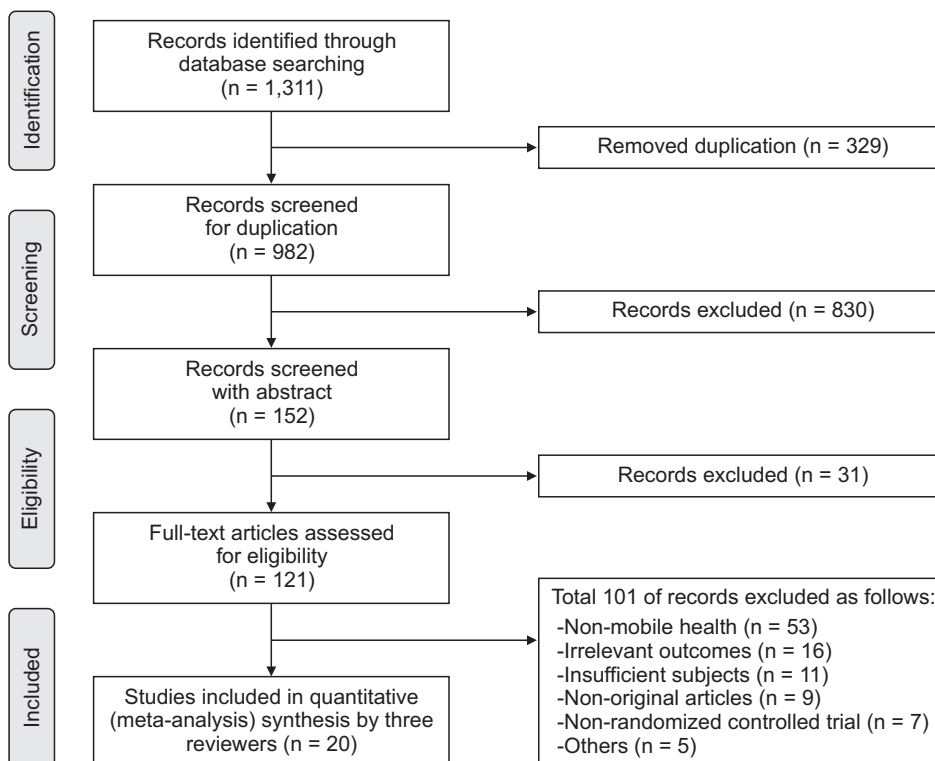 Identification
Records identified through
database searching
(n = 1,311)
Removed duplication (n = 329)
Screening
Records screened
for duplication
(n = 982)
Records excluded (n = 830)
Records screened
with abstract
(n = 152)
Eligibility
Records excluded (n = 31)
Full-text articles assessed
for eligibility
(n = 121)
Included
Total 101 of records excluded as follows:
-Non-mobile health (n = 53)
-Irrelevant outcomes (n = 16)
-Insufficient subjects (n = 11)
-Non-original articles (n = 9)
-Non-randomized controlled trial (n = 7)
-Others (n = 5)
Studies included in quantitative
(meta-analysis) synthesis by three
reviewers (n = 20)